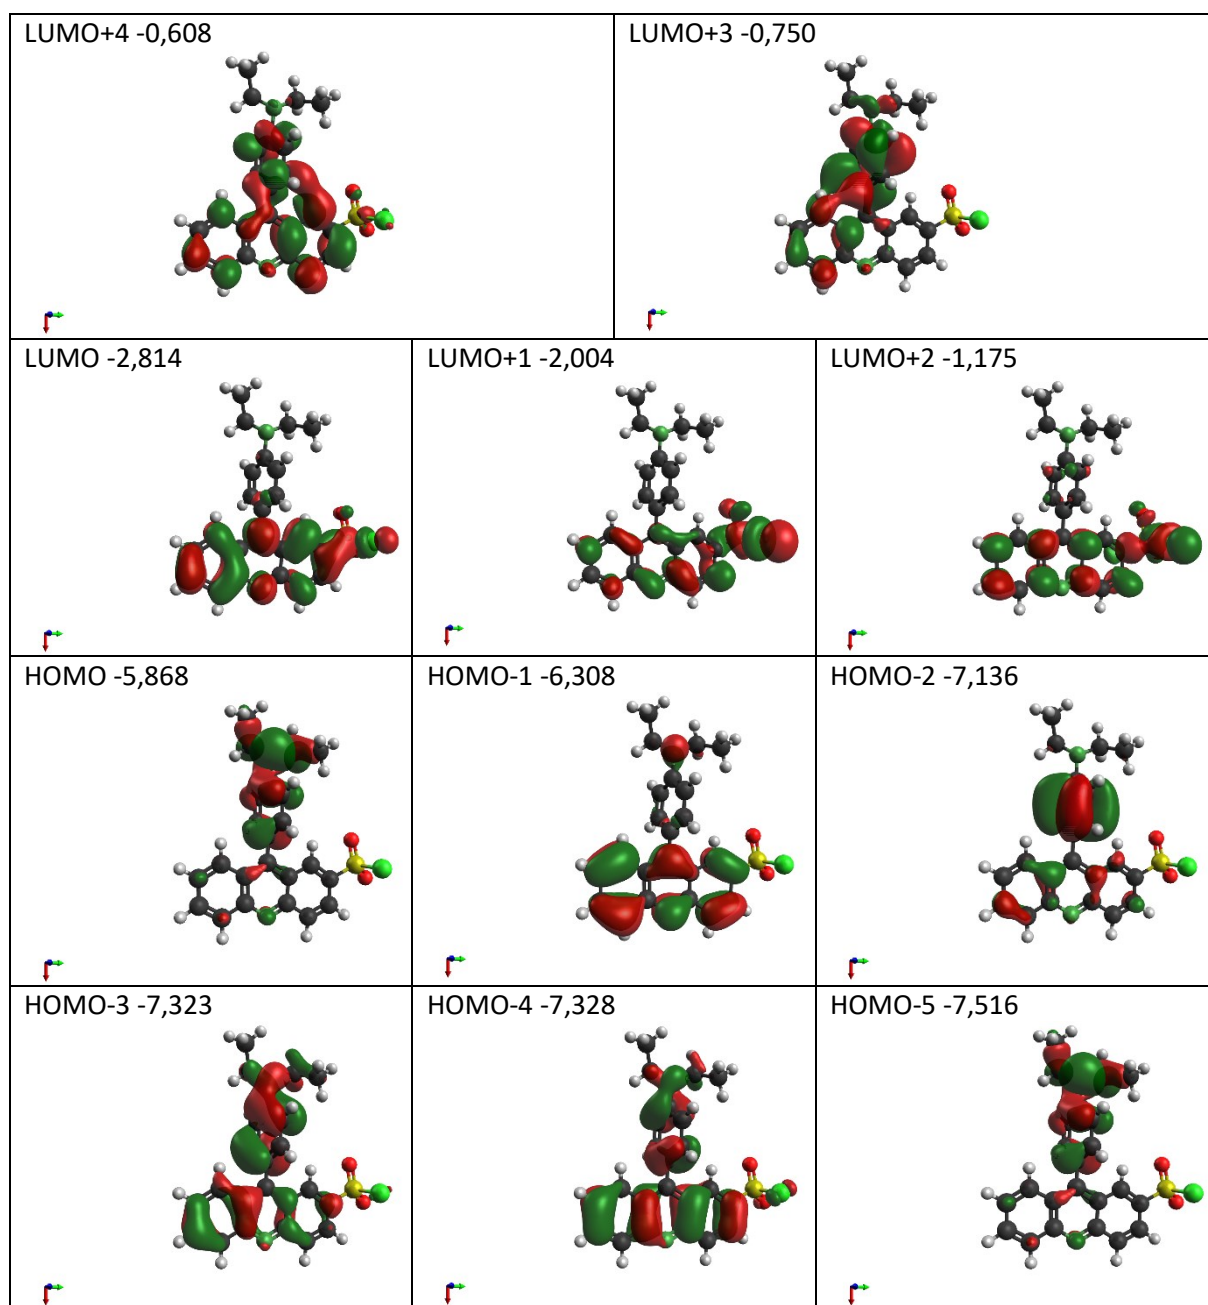 LUMO+4 -0,608
LUMO+3 -0,750
LUMO -2,814
LUMO+1 -2,004
LUMO+2 -1,175
HOMO -5,868
HOMO-1 -6,308
HOMO-2 -7,136
HOMO-3 -7,323
HOMO-4 -7,328
HOMO-5 -7,516